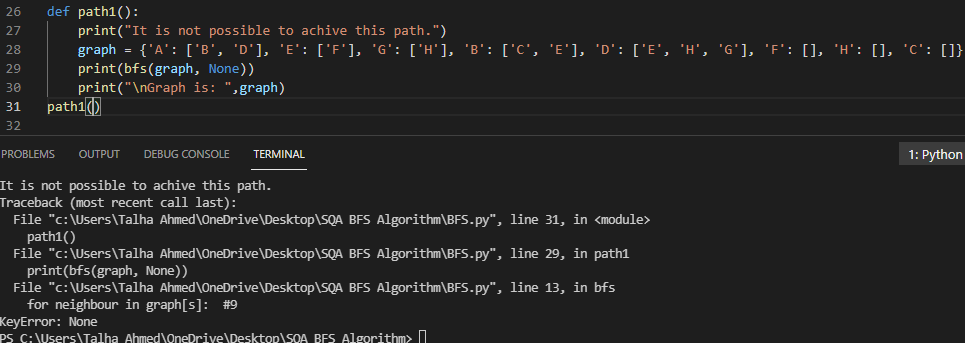 26 def path1():
27 print("It is not possible to achive this path.")
28 graph = {'A': ['B', 'D'], 'E': ['F'], 'G': ['H'], 'B': ['C', 'E'], 'D': ['E', 'H', 'G'], 'F': [], 'H': [], 'C': []}
29 print(bfs(graph, None))
30 print("\nGraph is: ",graph)
31 path1()
32
PROBLEMS OUTPUT DEBUG CONSOLE TERMINAL 1: Python
It is not possible to achive this path.
Traceback (most recent call last):
File "c:\Users\Talha Ahmed\OneDrive\Desktop\SQA BFS Algorithm\BFS.py", line 31, in <module>
path1()
File "c:\Users\Talha Ahmed\OneDrive\Desktop\SQA BFS Algorithm\BFS.py", line 29, in path1
print(bfs(graph, None))
File "c:\Users\Talha Ahmed\OneDrive\Desktop\SQA BFS Algorithm\BFS.py", line 13, in bfs
for neighbour in graph[s]: #9
KeyError: None
PS C:\Users\Talha Ahmed\OneDrive\Desktop\SQA BFS Algorithm>